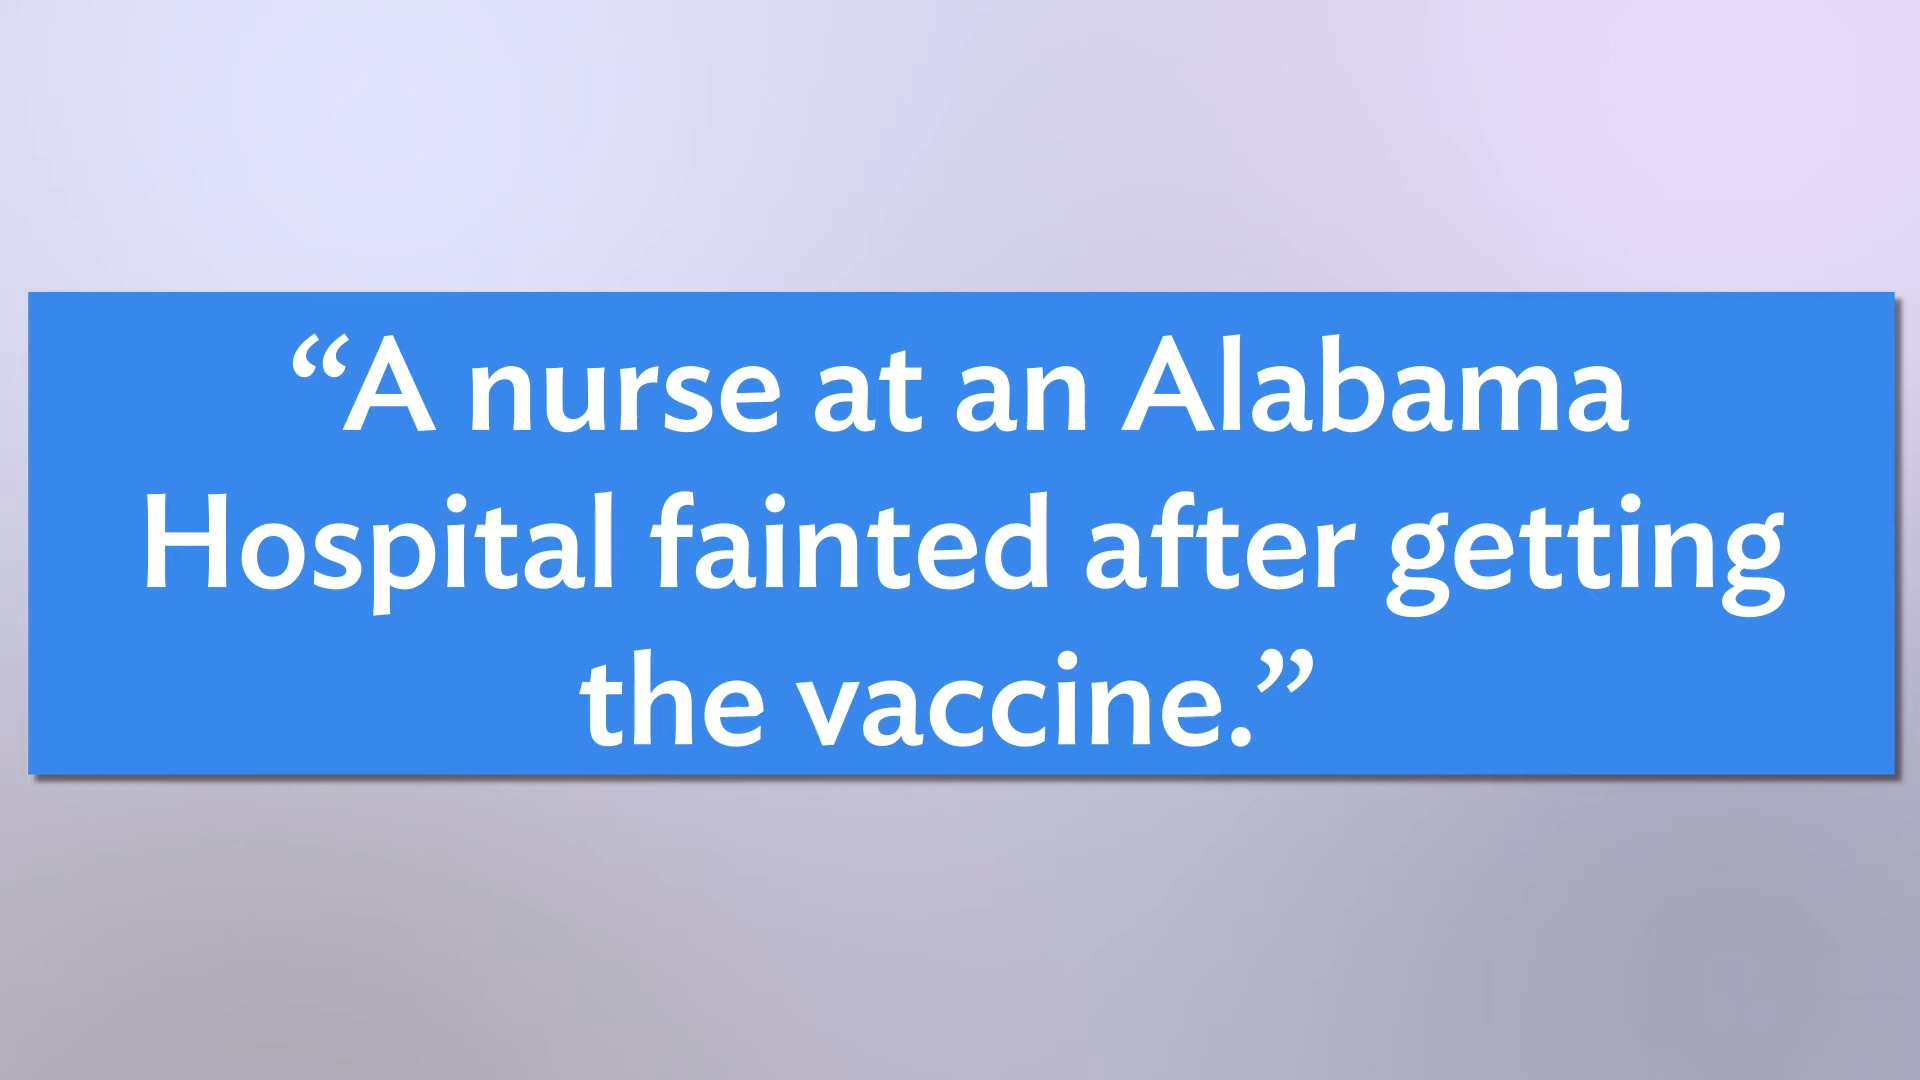 “A nurse at an Alabama
Hospital fainted after getting
the vaccine.”